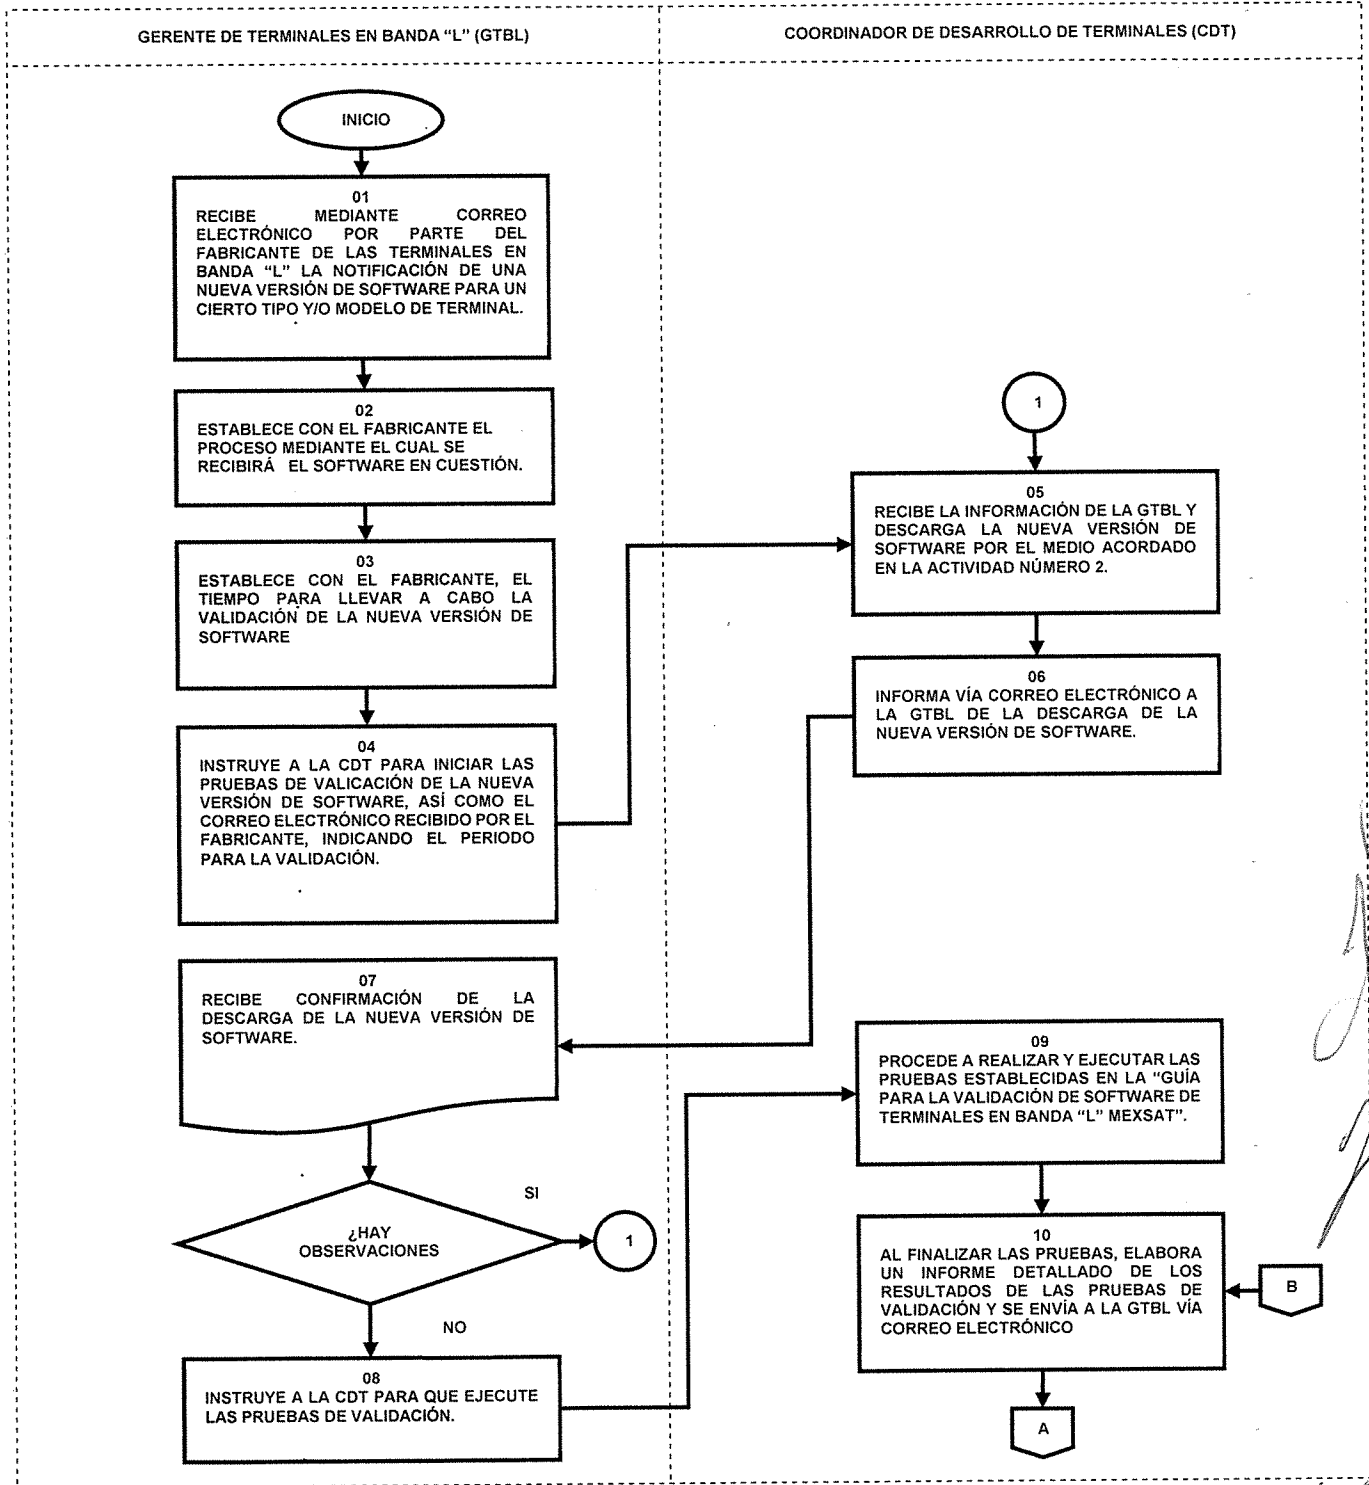 GERENTE DE TERMINALES EN BANDA “L” (GTBL)
COORDINADOR DE DESARROLLO DE TERMINALES (CDT)
INICIO
01
RECIBE MEDIANTE CORREO
ELECTRÓNICO POR PARTE DEL
FABRICANTE DE LAS TERMINALES EN
BANDA “L” LA NOTIFICACIÓN DE UNA
NUEVA VERSIÓN DE SOFTWARE PARA UN
CIERTO TIPO Y/O MODELO DE TERMINAL.
02
ESTABLECE CON EL FABRICANTE EL
PROCESO MEDIANTE EL CUAL SE
RECIBIRÁ EL SOFTWARE EN CUESTIÓN.
03
ESTABLECE CON EL FABRICANTE, EL
TIEMPO PARA LLEVAR A CABO LA
VALIDACIÓN DE LA NUEVA VERSIÓN DE
SOFTWARE
04
INSTRUYE A LA CDT PARA INICIAR LAS
PRUEBAS DE VALICACIÓN DE LA NUEVA
VERSIÓN DE SOFTWARE, ASÍ COMO EL
CORREO ELECTRÓNICO RECIBIDO POR EL
FABRICANTE, INDICANDO EL PERIODO
PARA LA VALIDACIÓN.
1
05
RECIBE LA INFORMACIÓN DE LA GTBL Y
DESCARGA LA NUEVA VERSIÓN DE
SOFTWARE POR EL MEDIO ACORDADO
EN LA ACTIVIDAD NÚMERO 2.
06
INFORMA VÍA CORREO ELECTRÓNICO A
LA GTBL DE LA DESCARGA DE LA
NUEVA VERSIÓN DE SOFTWARE.
07
RECIBE CONFIRMACIÓN DE LA
DESCARGA DE LA NUEVA VERSIÓN DE
SOFTWARE.
¿HAY
OBSERVACIONES
SI
1
NO
08
INSTRUYE A LA CDT PARA QUE EJECUTE
LAS PRUEBAS DE VALIDACIÓN.
09
PROCEDE A REALIZAR Y EJECUTAR LAS
PRUEBAS ESTABLECIDAS EN LA “GUÍA
PARA LA VALIDACIÓN DE SOFTWARE DE
TERMINALES EN BANDA “L” MEXSAT”.
10
AL FINALIZAR LAS PRUEBAS, ELABORA
UN INFORME DETALLADO DE LOS
RESULTADOS DE LAS PRUEBAS DE
VALIDACIÓN Y SE ENVÍA A LA GTBL VÍA
CORREO ELECTRÓNICO
B
A